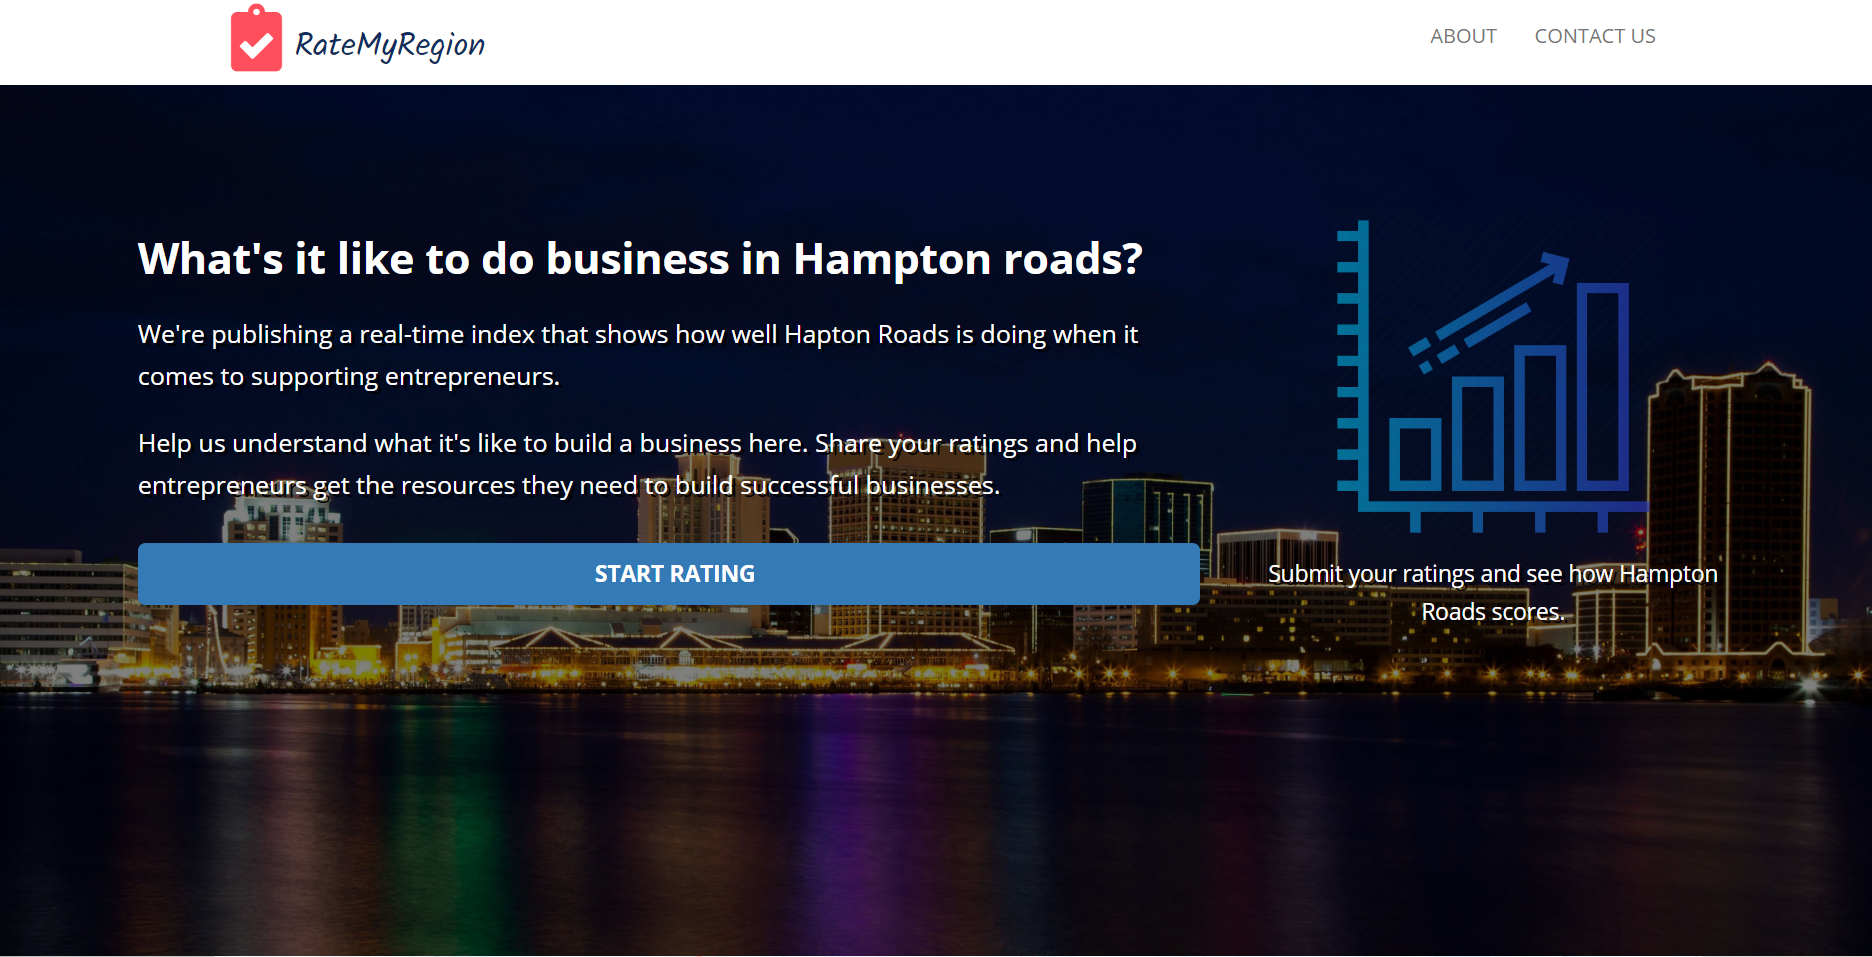 RateMyRegion
ABOUT
CONTACT US
What's it like to do business in Hampton roads?
We're publishing a real-time index that shows how well Hapton Roads is doing when it
comes to supporting entrepreneurs.
Help us understand what it's like to build a business here. Share your ratings and help
entrepreneurs get the resources they need to build successful businesses.
START RATING
Submit your ratings and see how Hampton
Roads scores.